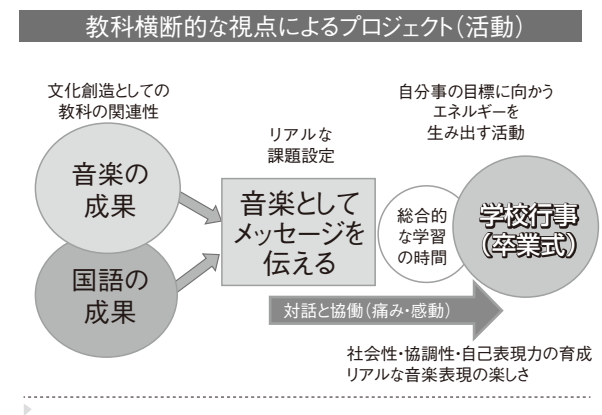 教科横断的な視点によるプロジェクト（活動）
文化創造としての
教科の関連性
音楽の
成果
国語の
成果
リアルな
課題設定
音楽として
メッセージを
伝える
自分事の目標に向かう
エネルギーを
生み出す活動
総合的
な学習
の時間
学校行事
（卒業式）
対話と協働（痛み・感動）
社会性・協調性・自己表現力の育成
リアルな音楽表現の楽しさ